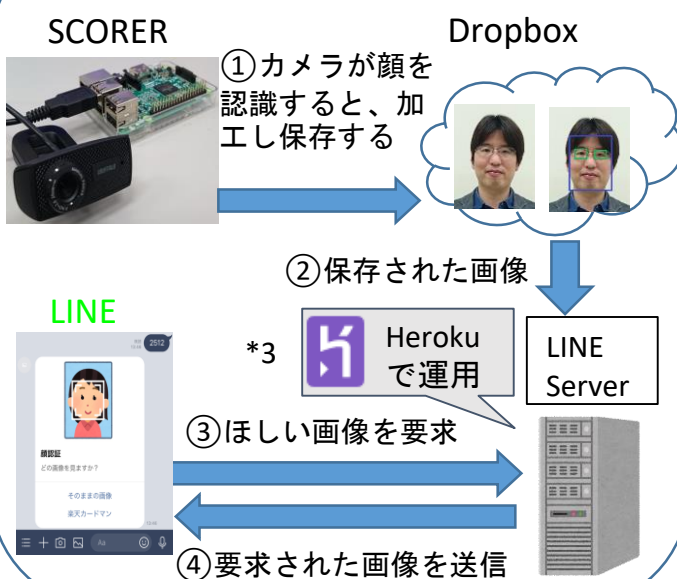 SCORER
Dropbox
①カメラが顔を
認識すると、加
工し保存する
②保存された画像
LINE
*3
Heroku
で運用
LINE
Server
2512
顔認証
どの画像を見ますか？
そのままの画像
楽天カードマン
Aa
③ほしい画像を要求
④要求された画像を送信